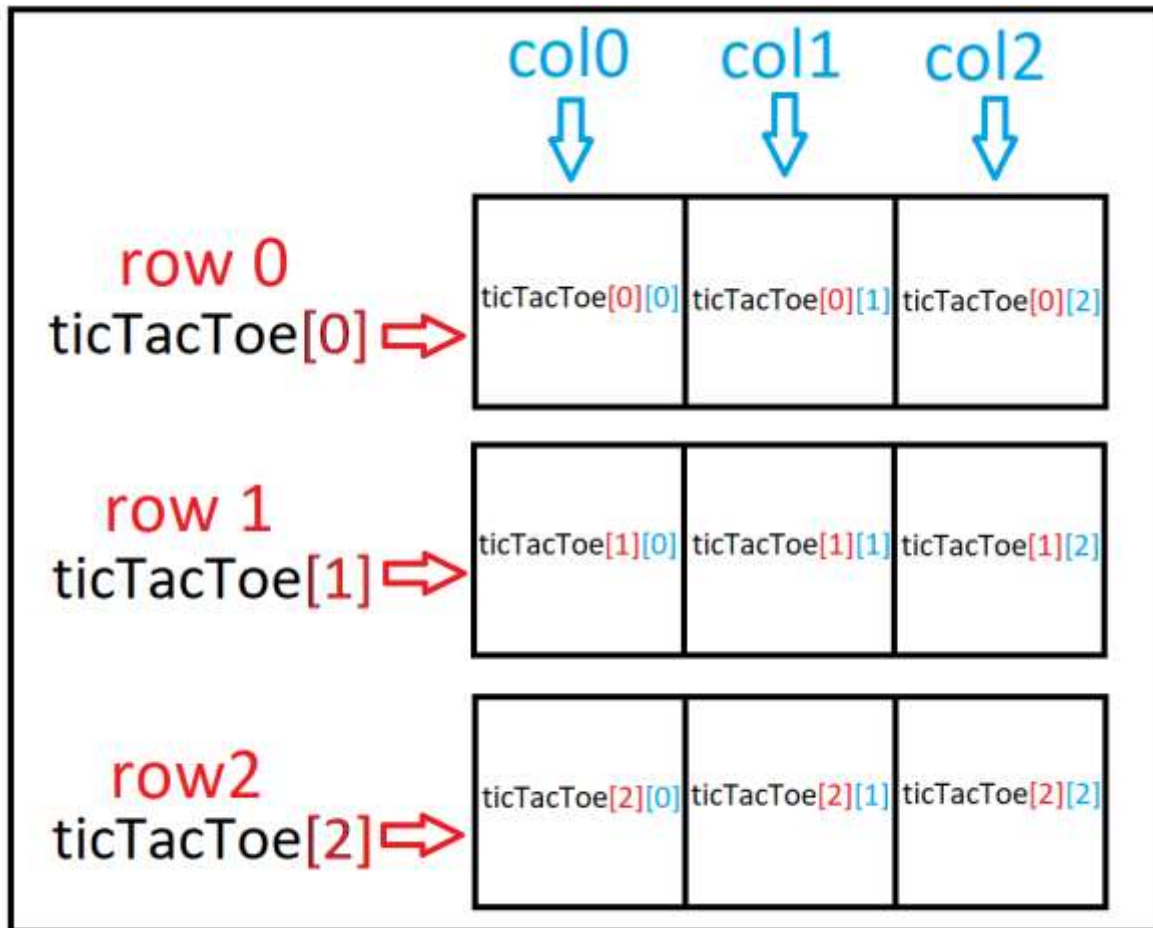 col0 col1 col2
row 0
ticTacToe[0]
ticTacToe[0][0] ticTacToe[0][1] ticTacToe[0][2]
row 1
ticTacToe[1]
ticTacToe[1][0] ticTacToe[1][1] ticTacToe[1][2]
row2
ticTacToe[2]
ticTacToe[2][0] ticTacToe[2][1] ticTacToe[2][2]